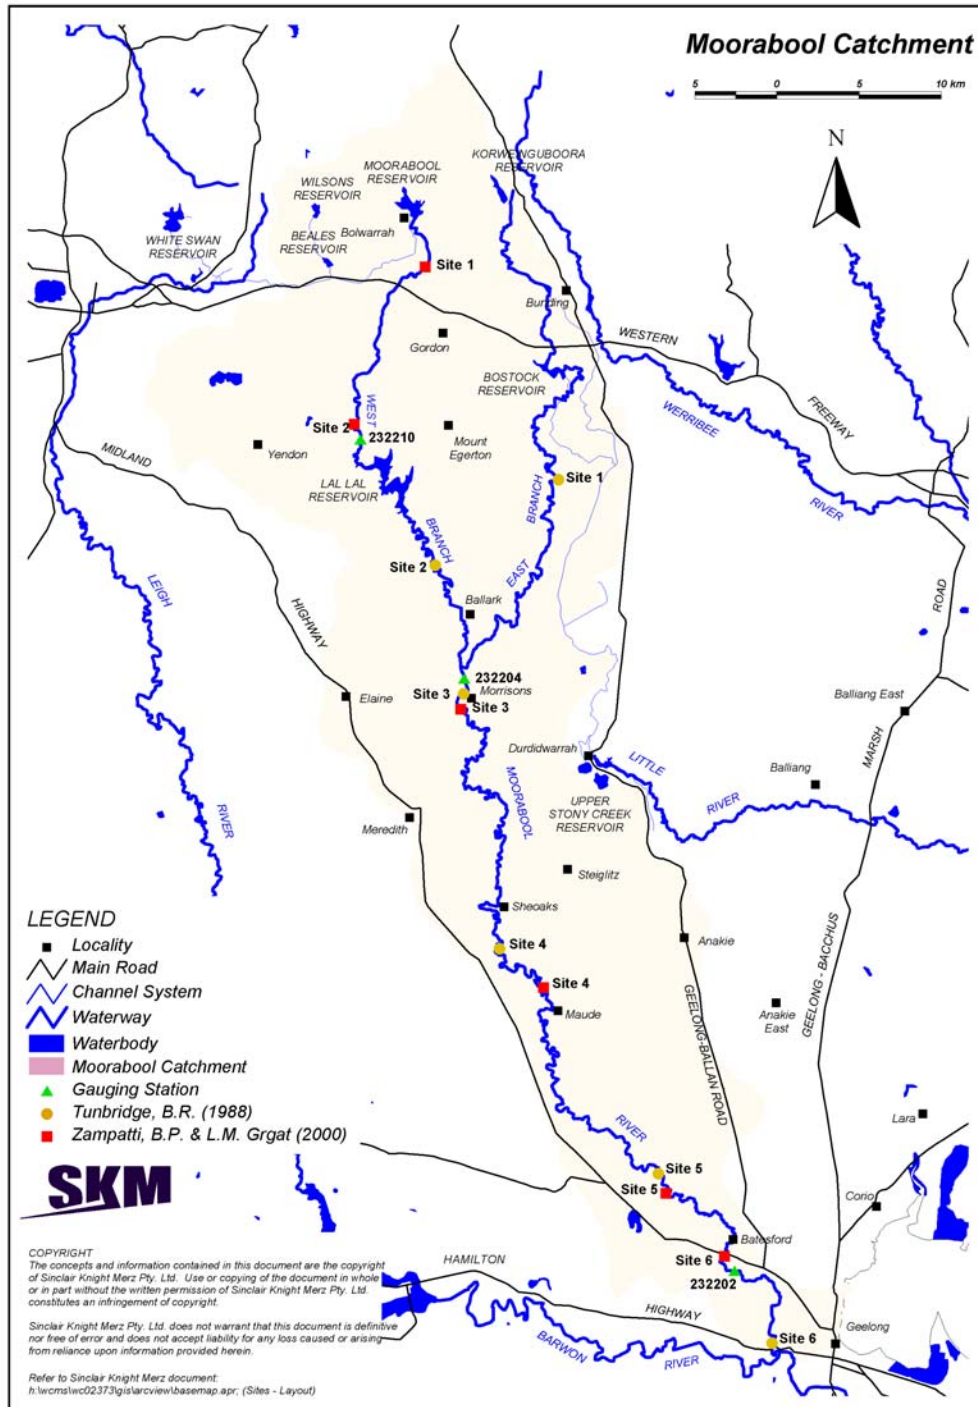 Moorabool Catchment
5 0 5 10 km
N
KORWEINGUBOORA
RESERVOIR
MOORABOOL
RESERVOIR
WILSONS
RESERVOIR
Bolwarrah
BEALES
RESERVOIR
WHITE SWAN
RESERVOIR
Site 1
Bunding
WESTERN
FREEWAY
Gordon
BOSTOCK
RESERVOIR
WERRIBEE
RIVER
WEST
Site 2
232210
Mount
Egerton
Yendon
MIDLAND
LAL LAL
RESERVOIR
Site 1
BRANCH
BRANCH
EAST
Site 2
LEIGH
HIGHWAY
Ballark
ROAD
232204
Site 3
Morrisons
Site 3
Elaine
Balliang East
MARSH
Durdidwarrah
LITTLE
Balliang
RIVER
MOORABOOL
UPPER
STONY CREEK
RESERVOIR
RIVER
Meredith
Steiglitz
Sheoaks
Site 4
Anakie
Site 4
Maude
GEELONG-BALLAN ROAD
GEELONG - BACCHUS
Anakie
East
LEGEND
Locality
Main Road
Channel System
Waterway
Waterbody
Moorabool Catchment
Gauging Station
Tunbridge, B.R. (1988)
Zampatti, B.P. & L.M. Grgat (2000)
Lara
RIVER
Site 5
Site 5
Corio
SKM
Batesford
Site 6
232202
HAMILTON
HIGHWAY
Site 6
Geelong
BARWON
RIVER
COPYRIGHT
The concepts and information contained in this document are the copyright
of Sinclair Knight Merz Pty. Ltd. Use or copying of the document in whole
or in part without the written permission of Sinclair Knight Merz Pty. Ltd.
constitutes an infringement of copyright.
Sinclair Knight Merz Pty. Ltd. does not warrant that this document is definitive
nor free of error and does not accept liability for any loss caused or arising
from reliance upon information provided herein.
Refer to Sinclair Knight Merz document:
h:\wcms\wc02373\gis\arcview\basemap.apr; (Sites - Layout)